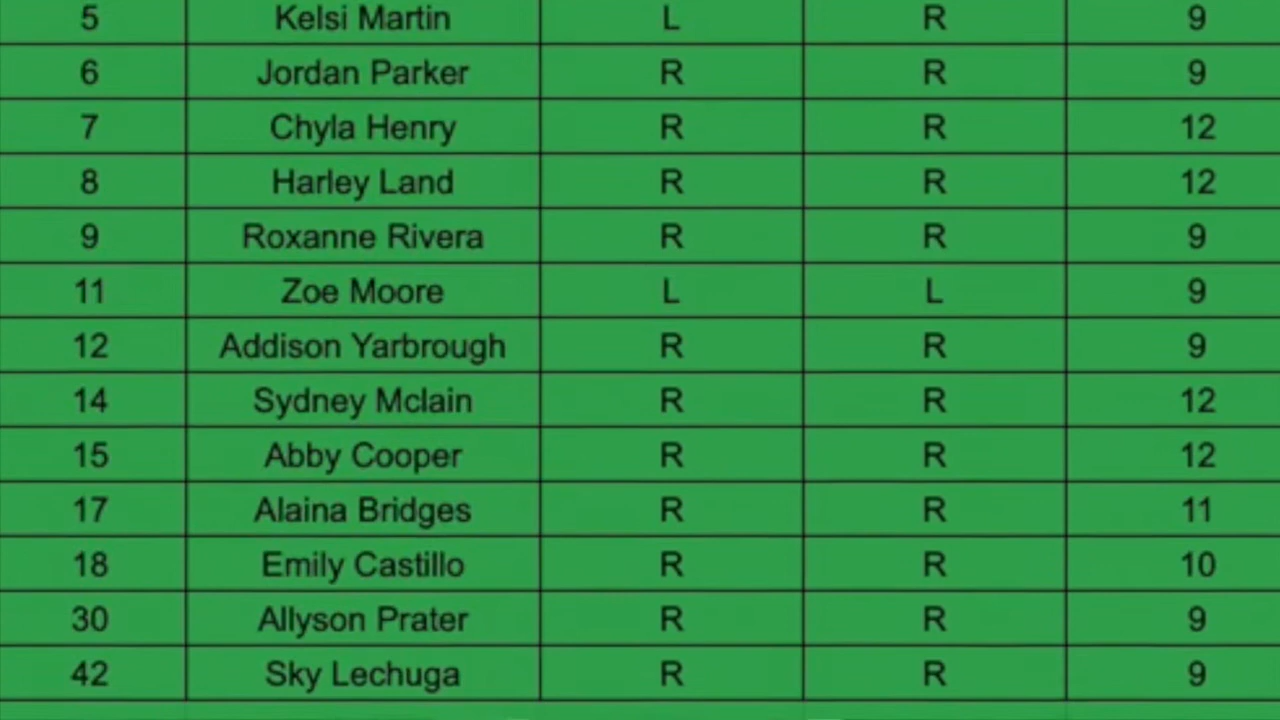 5 Kelsi Martin L R 9
6 Jordan Parker R R 9
7 Chyla Henry R R 12
8 Harley Land R R 12
9 Roxanne Rivera R R 9
11 Zoe Moore L L 9
12 Addison Yarbrough R R 9
14 Sydney Mclain R R 12
15 Abby Cooper R R 12
17 Alaina Bridges R R 11
18 Emily Castillo R R 10
30 Allyson Prater R R 9
42 Sky Lechuga R R 9